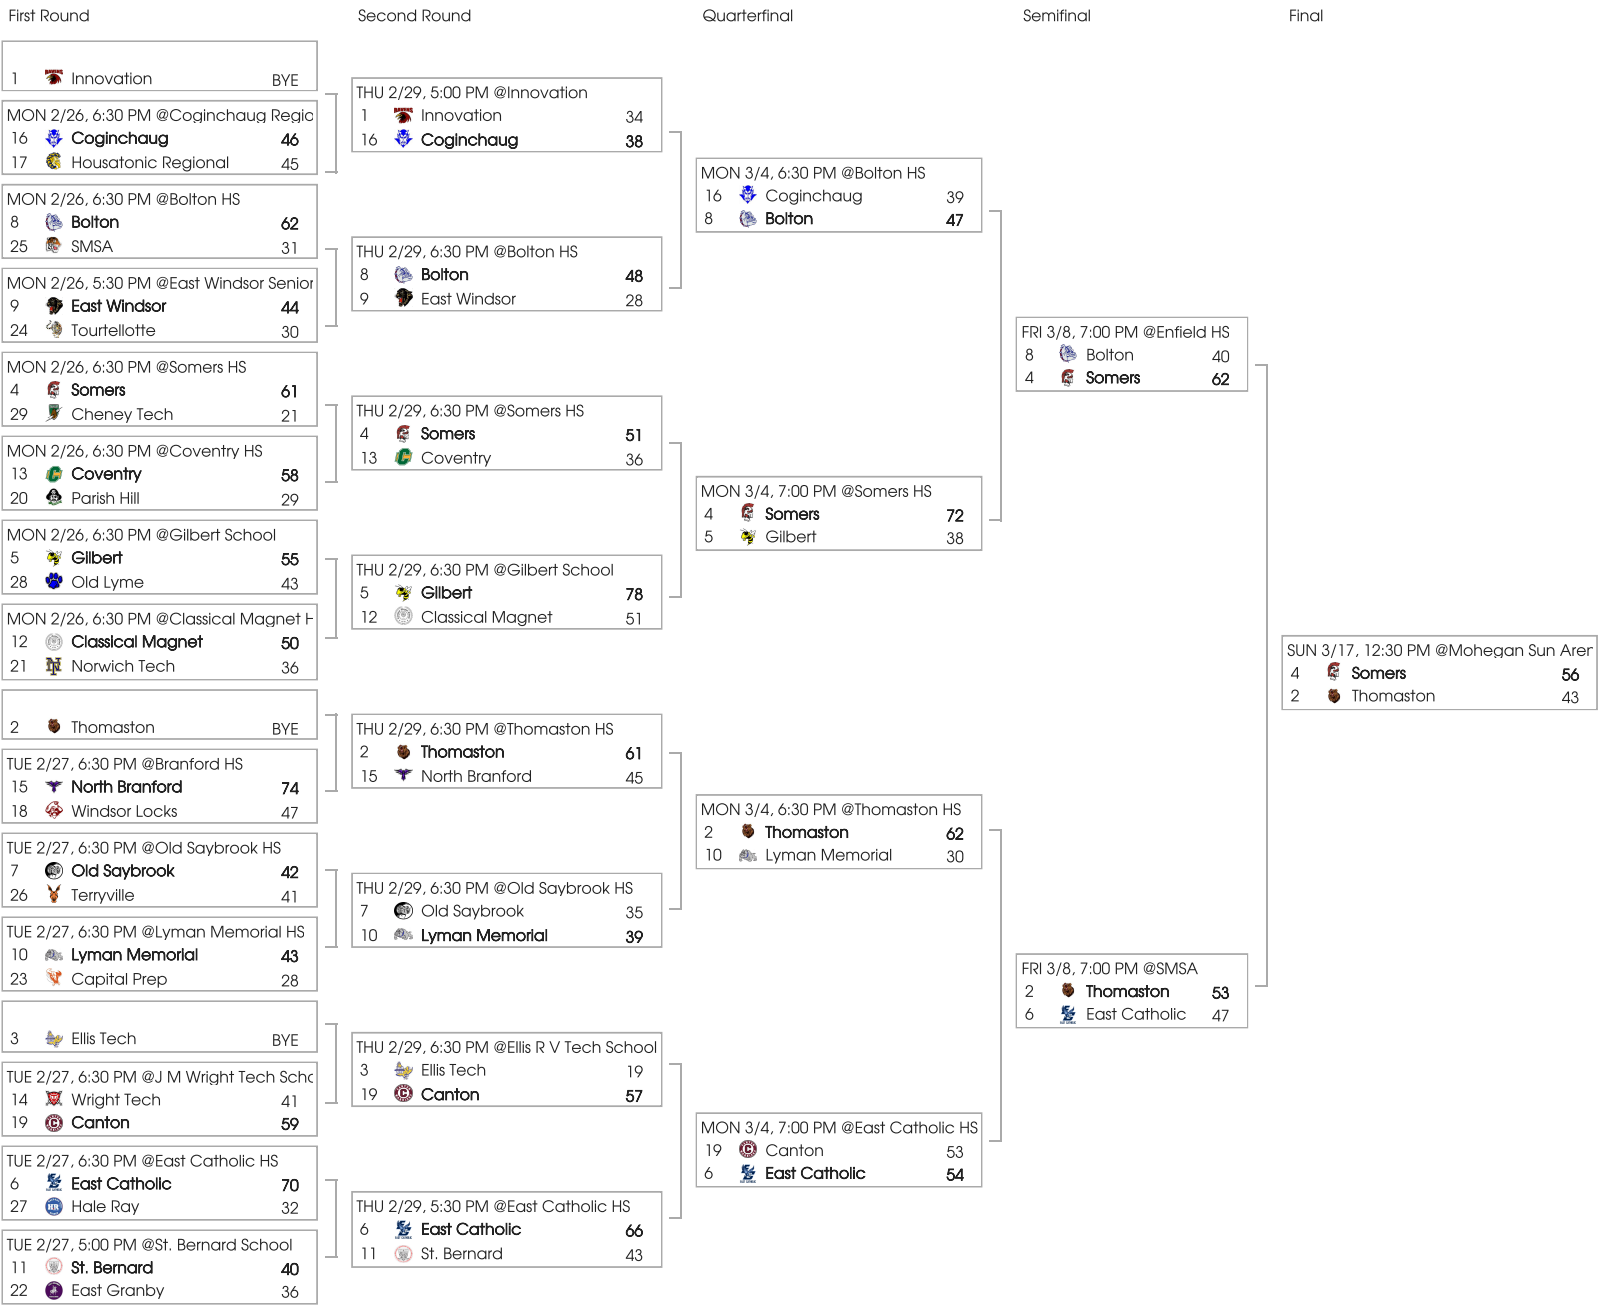 First Round
Second Round
Quarterfinal
Semifinal
Final
1 Innovation BYE
MON 2/26, 6:30 PM @Coginchaug Regio
16 Coginchaug 46
17 Housatonic Regional 45
MON 2/26, 6:30 PM @Bolton HS
8 Bolton 62
25 SMSA 31
MON 2/26, 5:30 PM @East Windsor Senior
9 East Windsor 44
24 Tourtellotte 30
MON 2/26, 6:30 PM @Somers HS
4 Somers 61
29 Cheney Tech 21
MON 2/26, 6:30 PM @Coventry HS
13 Coventry 58
20 Parish Hill 29
MON 2/26, 6:30 PM @Gilbert School
5 Gilbert 55
28 Old Lyme 43
MON 2/26, 6:30 PM @Classical Magnet H
12 Classical Magnet 50
21 Norwich Tech 36
2 Thomaston BYE
TUE 2/27, 6:30 PM @Branford HS
15 North Branford 74
18 Windsor Locks 47
TUE 2/27, 6:30 PM @Old Saybrook HS
7 Old Saybrook 42
26 Terryville 41
TUE 2/27, 6:30 PM @Lyman Memorial HS
10 Lyman Memorial 43
23 Capital Prep 28
3 Ellis Tech BYE
TUE 2/27, 6:30 PM @J M Wright Tech Scho
14 Wright Tech 41
19 Canton 59
TUE 2/27, 6:30 PM @East Catholic HS
6 East Catholic 70
27 Hale Ray 32
TUE 2/27, 5:00 PM @St. Bernard School
11 St. Bernard 40
22 East Granby 36
THU 2/29, 5:00 PM @Innovation
1 Innovation 34
16 Coginchaug 38
THU 2/29, 6:30 PM @Bolton HS
8 Bolton 48
9 East Windsor 28
THU 2/29, 6:30 PM @Somers HS
4 Somers 51
13 Coventry 36
THU 2/29, 6:30 PM @Gilbert School
5 Gilbert 78
12 Classical Magnet 51
THU 2/29, 6:30 PM @Thomaston HS
2 Thomaston 61
15 North Branford 45
THU 2/29, 6:30 PM @Old Saybrook HS
7 Old Saybrook 35
10 Lyman Memorial 39
THU 2/29, 6:30 PM @Ellis R V Tech School
3 Ellis Tech 19
19 Canton 57
THU 2/29, 5:30 PM @East Catholic HS
6 East Catholic 66
11 St. Bernard 43
MON 3/4, 6:30 PM @Bolton HS
16 Coginchaug 39
8 Bolton 47
MON 3/4, 7:00 PM @Somers HS
4 Somers 72
5 Gilbert 38
MON 3/4, 6:30 PM @Thomaston HS
2 Thomaston 62
10 Lyman Memorial 30
MON 3/4, 7:00 PM @East Catholic HS
19 Canton 53
6 East Catholic 54
FRI 3/8, 7:00 PM @Enfield HS
8 Bolton 40
4 Somers 62
FRI 3/8, 7:00 PM @SMSA
2 Thomaston 53
6 East Catholic 47
SUN 3/17, 12:30 PM @Mohegan Sun Aren
4 Somers 56
2 Thomaston 43